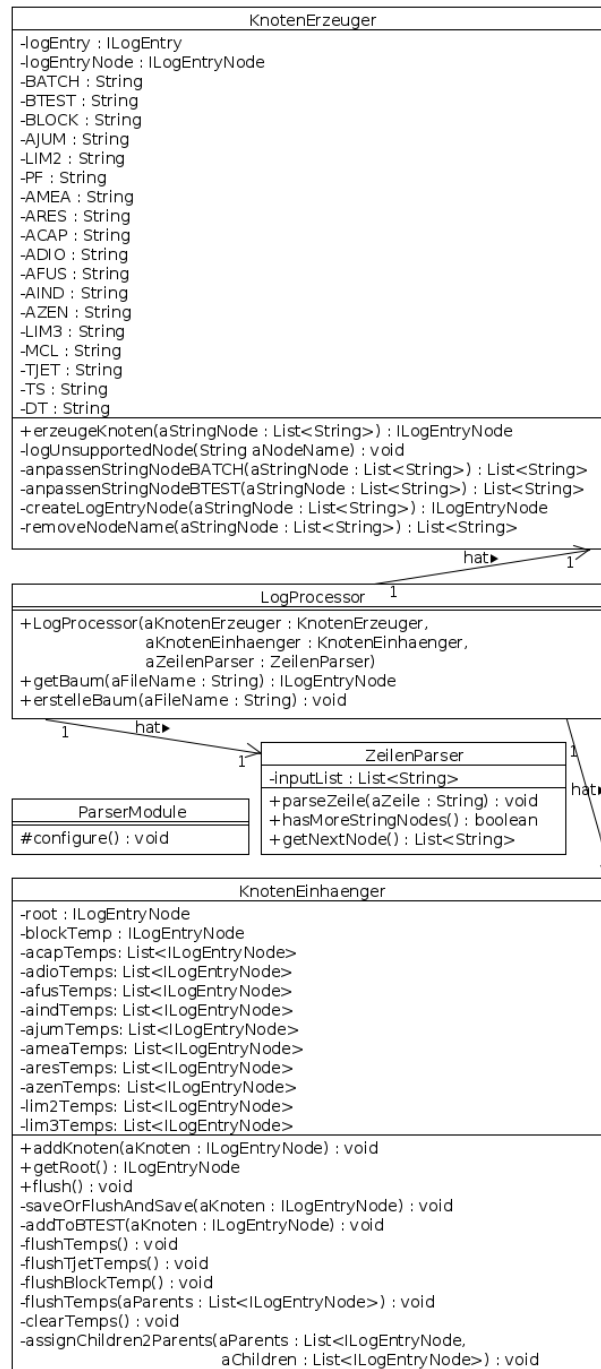 KnotenErzeuger
-logEntry : ILogEntry
-logEntryNode : ILogEntryNode
-BATCH : String
-BTEST : String
-BLOCK : String
-AJUM : String
-LIM2 : String
-PF : String
-AMEA : String
-ARES : String
-ACAP : String
-ADIO : String
-AFUS : String
-AIND : String
-AZEN : String
-LIM3 : String
-MCL : String
-TJET : String
-TS : String
-DT : String
+erzeugeKnoten(aStringNode : List<String>) : ILogEntryNode
-logUnsupportedNode(String aNodeName) : void
-anpassenStringNodeBATCH(aStringNode : List<String>) : List<String>
-anpassenStringNodeBTEST(aStringNode : List<String>) : List<String>
-createLogEntryNode(aStringNode : List<String>) : ILogEntryNode
-removeNodeName(aStringNode : List<String>) : List<String>
hat▶
1
1
LogProcessor
+LogProcessor(aKnotenErzeuger : KnotenErzeuger,
aKnotenEinhaenger : KnotenEinhaenger,
aZeilenParser : ZeilenParser)
+getBaum(aFileName : String) : ILogEntryNode
+erstelleBaum(aFileName : String) : void
1
hat▶
1
ZeilenParser
-inputList : List<String>
+parseZeile(aZeile : String) : void
+hasMoreStringNodes() : boolean
+getNextNode() : List<String>
1
hat▶
ParserModule
#configure() : void
KnotenEinhaenger
-root : ILogEntryNode
-blockTemp : ILogEntryNode
-acapTemps: List<ILogEntryNode>
-adioTemps: List<ILogEntryNode>
-afusTemps: List<ILogEntryNode>
-aindTemps: List<ILogEntryNode>
-ajumTemps: List<ILogEntryNode>
-ameaTemps: List<ILogEntryNode>
-aresTemps: List<ILogEntryNode>
-azenTemps: List<ILogEntryNode>
-lim2Temps: List<ILogEntryNode>
-lim3Temps: List<ILogEntryNode>
+addKnoten(aKnoten : ILogEntryNode) : void
+getRoot() : ILogEntryNode
+flush() : void
-saveOrFlushAndSave(aKnoten : ILogEntryNode) : void
-addToBTEST(aKnoten : ILogEntryNode) : void
-flushTemps() : void
-flushTjetTemps() : void
-flushBlockTemp() : void
-flushTemps(aParents : List<ILogEntryNode>) : void
-clearTemps() : void
-assignChildren2Parents(aParents : List<ILogEntryNode,
aChildren : List<ILogEntryNode>) : void